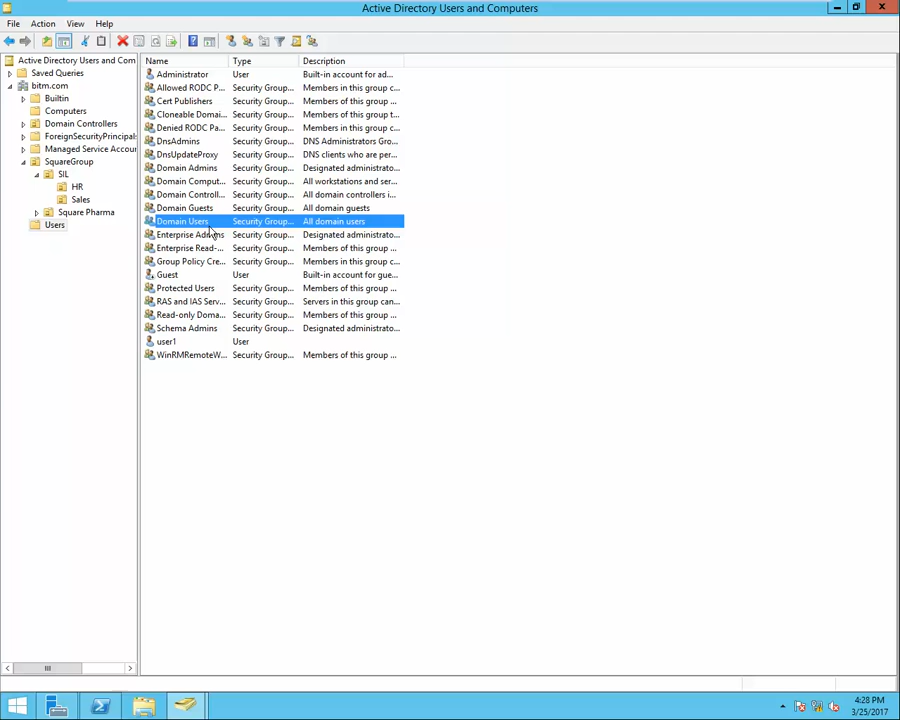 Active Directory Users and Computers
File Action View Help
Active Directory Users and Com
Saved Queries
bitm.com
Builtin
Computers
Domain Controllers
ForeignSecurityPrincipals
Managed Service Accour
SquareGroup
SIL
HR
Sales
Square Pharma
Users
Name Type Description
Administrator User Built-in account for ad...
Allowed RODC P... Security Group... Members in this group c...
Cert Publishers Security Group... Members of this group ...
Cloneable Domai... Security Group... Members of this group t...
Denied RODC Pa... Security Group... Members in this group c...
DnsAdmins Security Group... DNS Administrators Gro...
DnsUpdateProxy Security Group... DNS clients who are per...
Domain Admins Security Group... Designated administrato...
Domain Comput... Security Group... All workstations and ser...
Domain Controll... Security Group... All domain controllers i...
Domain Guests Security Group... All domain guests
Domain Users Security Group... All domain users
Enterprise Admins Security Group... Designated administrato...
Enterprise Read-... Security Group... Members of this group ...
Group Policy Cre... Security Group... Members in this group c...
Guest User Built-in account for gue...
Protected Users Security Group... Members of this group ...
RAS and IAS Serv... Security Group... Servers in this group can...
Read-only Doma... Security Group... Members of this group ...
Schema Admins Security Group... Designated administrato...
user1 User
WinRMRemoteW... Security Group... Members of this group ...
4:28 PM
3/25/2017